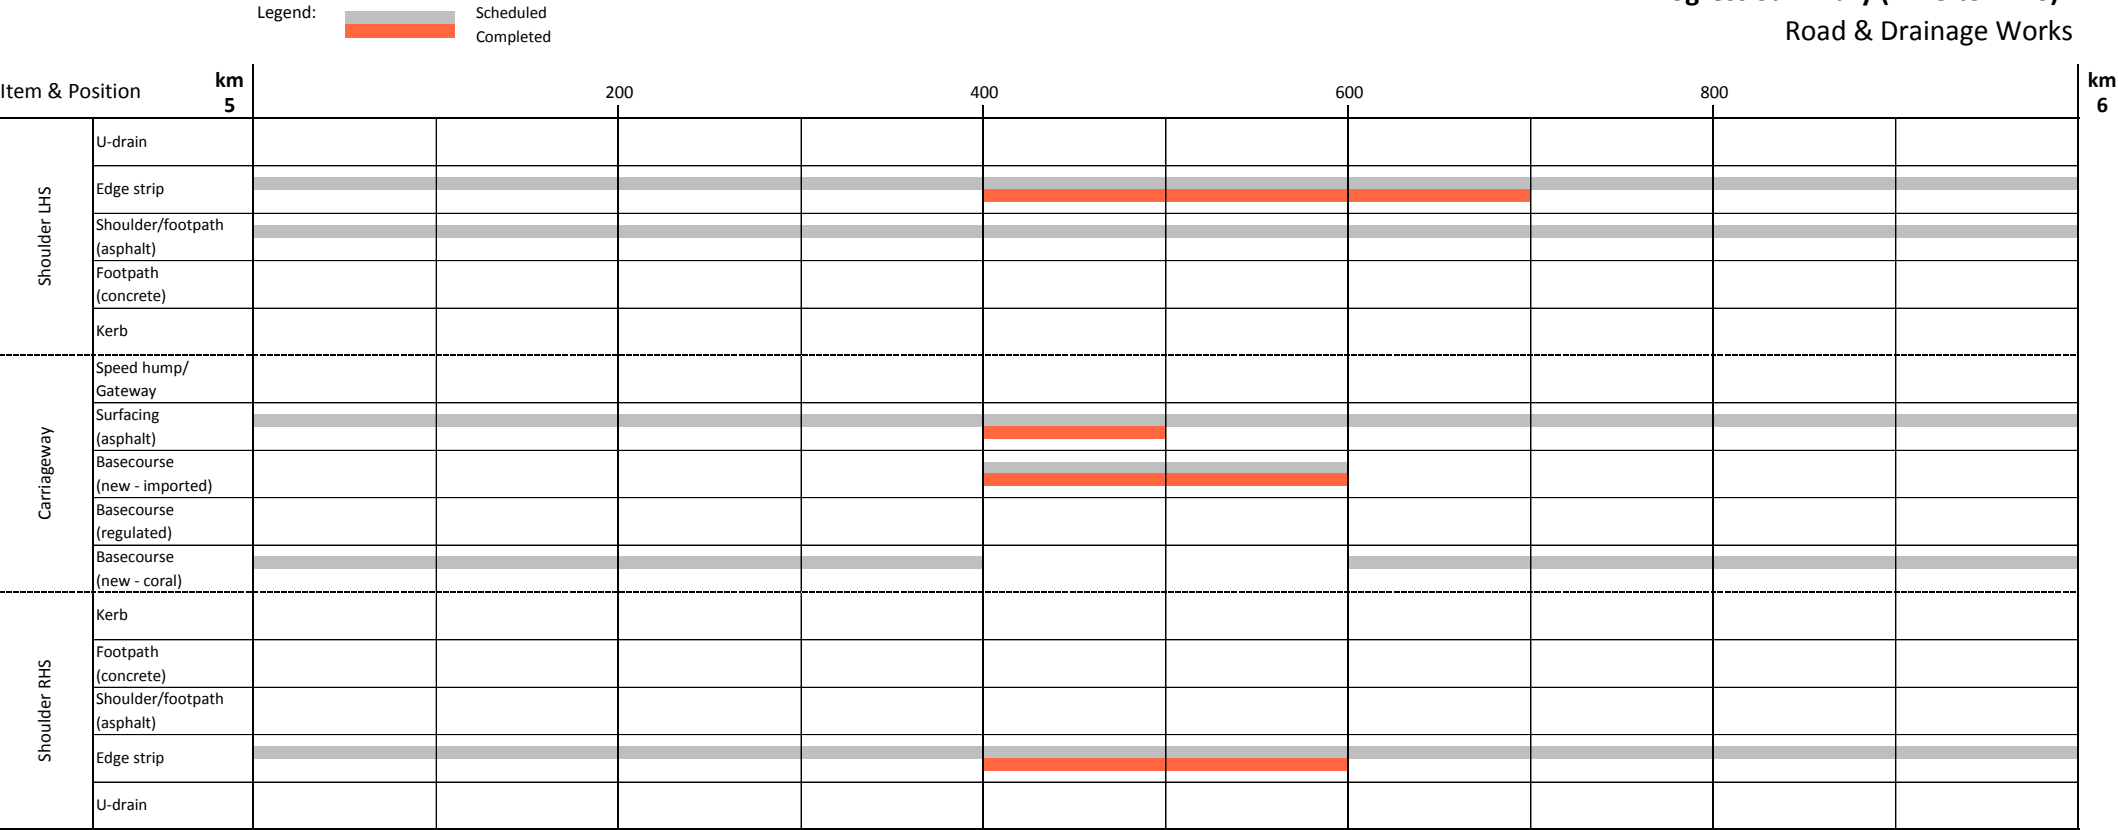 Legend:
Scheduled
Completed
Road & Drainage Works
Item & Position
km
5
200
400
600
800
km
6
Shoulder LHS
U-drain
Edge strip
Shoulder/footpath
(asphalt)
Footpath
(concrete)
Kerb
Carriageway
Speed hump/
Gateway
Surfacing
(asphalt)
Basecourse
(new - imported)
Basecourse
(regulated)
Basecourse
(new - coral)
Shoulder RHS
Kerb
Footpath
(concrete)
Shoulder/footpath
(asphalt)
Edge strip
U-drain